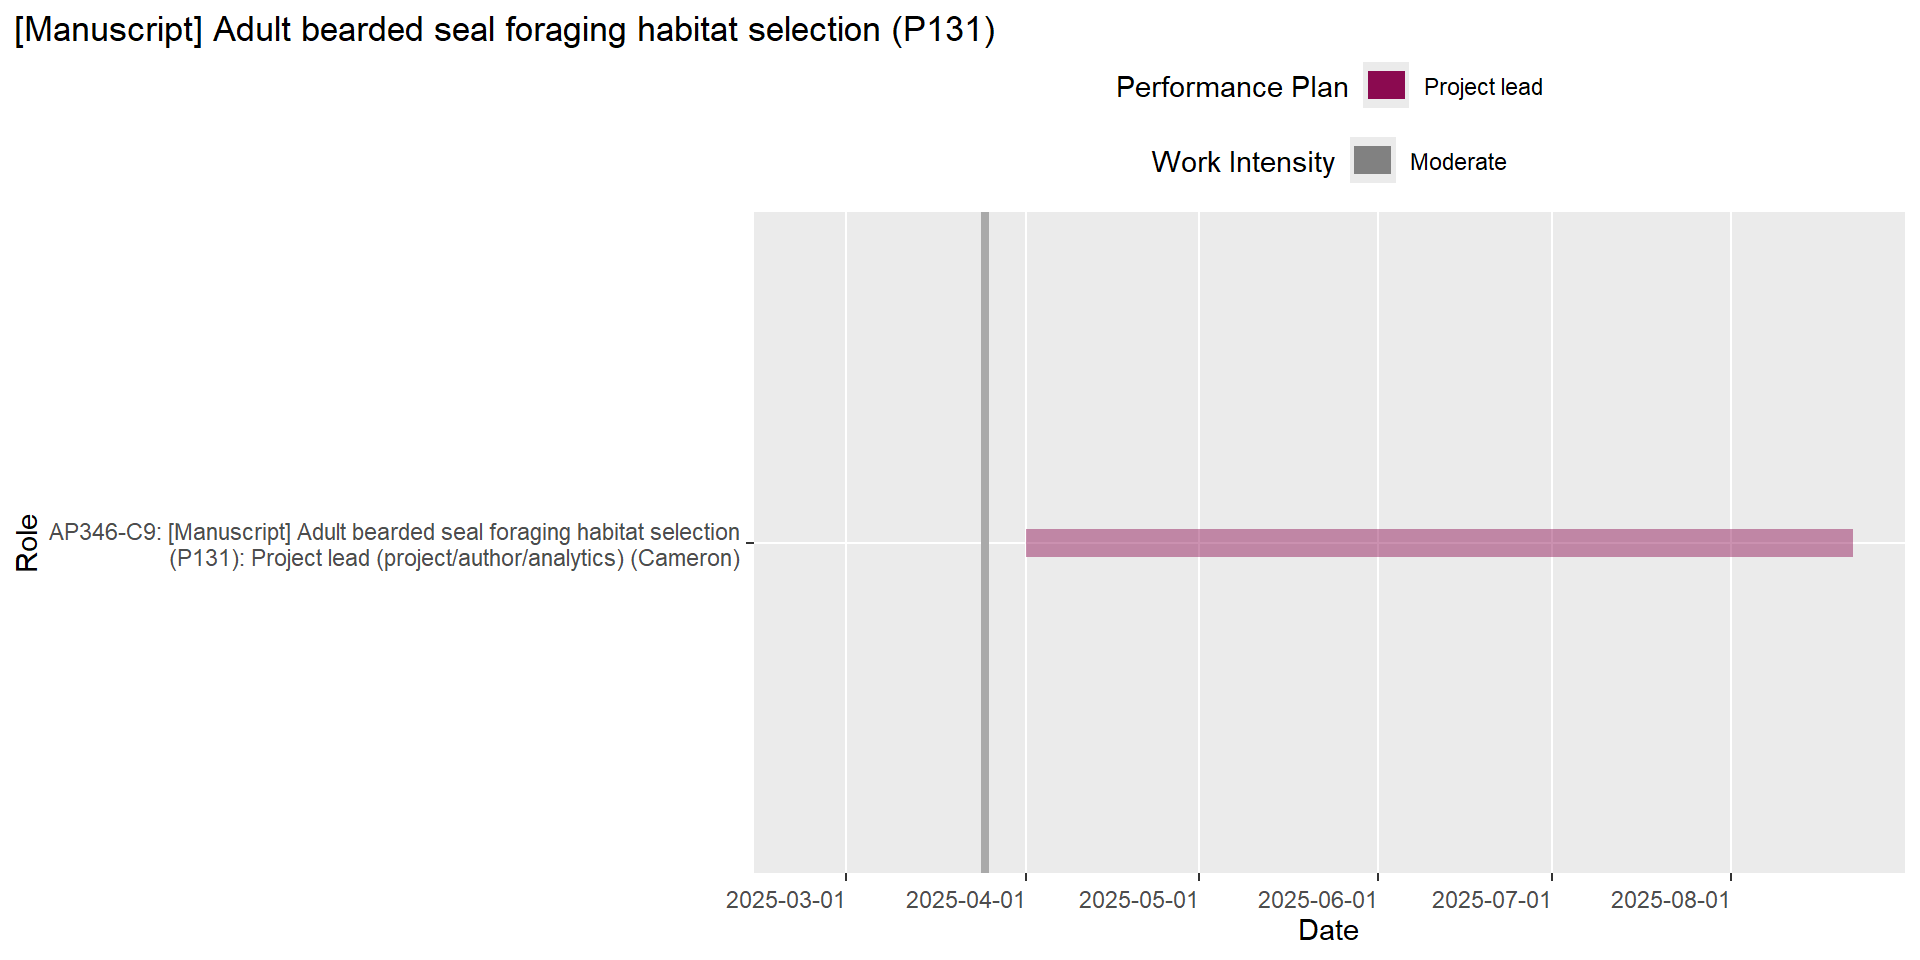 [Manuscript] Adult bearded seal foraging habitat selection (P131)
Performance Plan
Project lead
Work Intensity
Moderate
Role
AP346-C9: [Manuscript] Adult bearded seal foraging habitat selection
(P131): Project lead (project/author/analytics) (Cameron)
2025-03-01
2025-04-01
2025-05-01
2025-06-01
2025-07-01
2025-08-01
Date